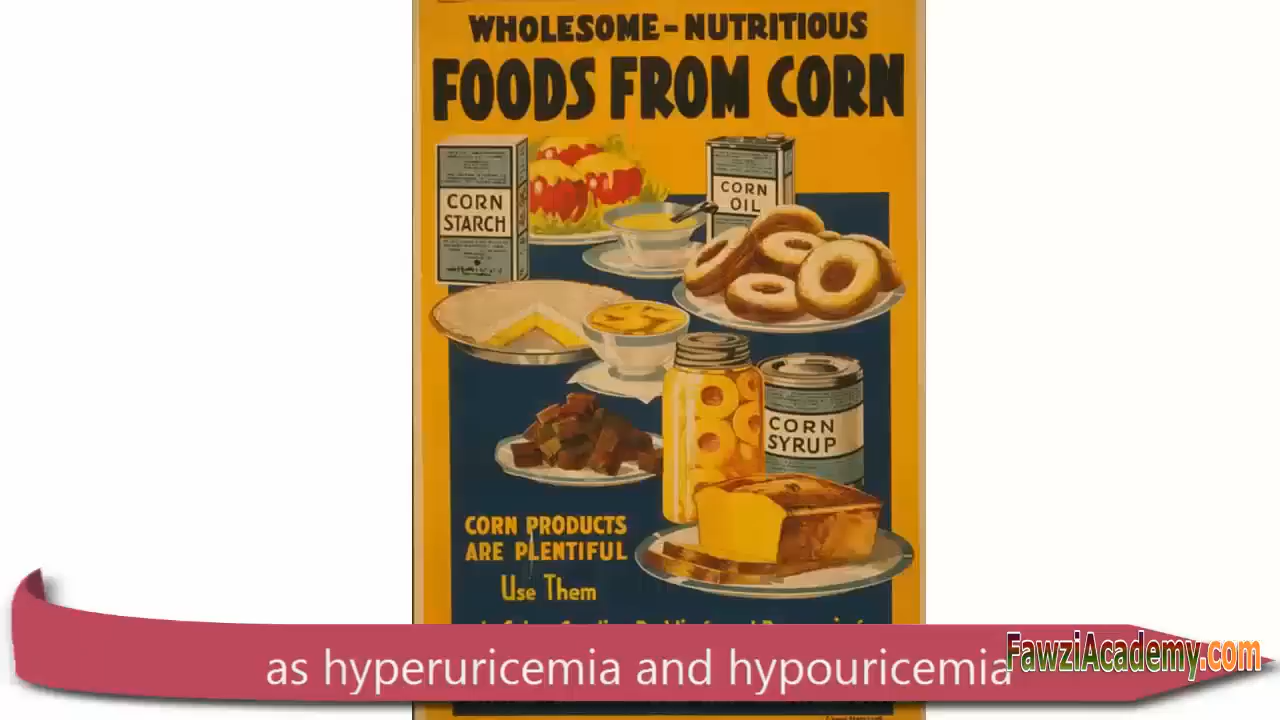 WHOLESOME - NUTRITIOUS
FOODS FROM CORN
CORN
STARCH
CORN
OIL
CORN
SYRUP
CORN PRODUCTS
ARE PLENTIFUL
Use Them
as hyperuricemia and hypouricemia
FawziAcademy.com